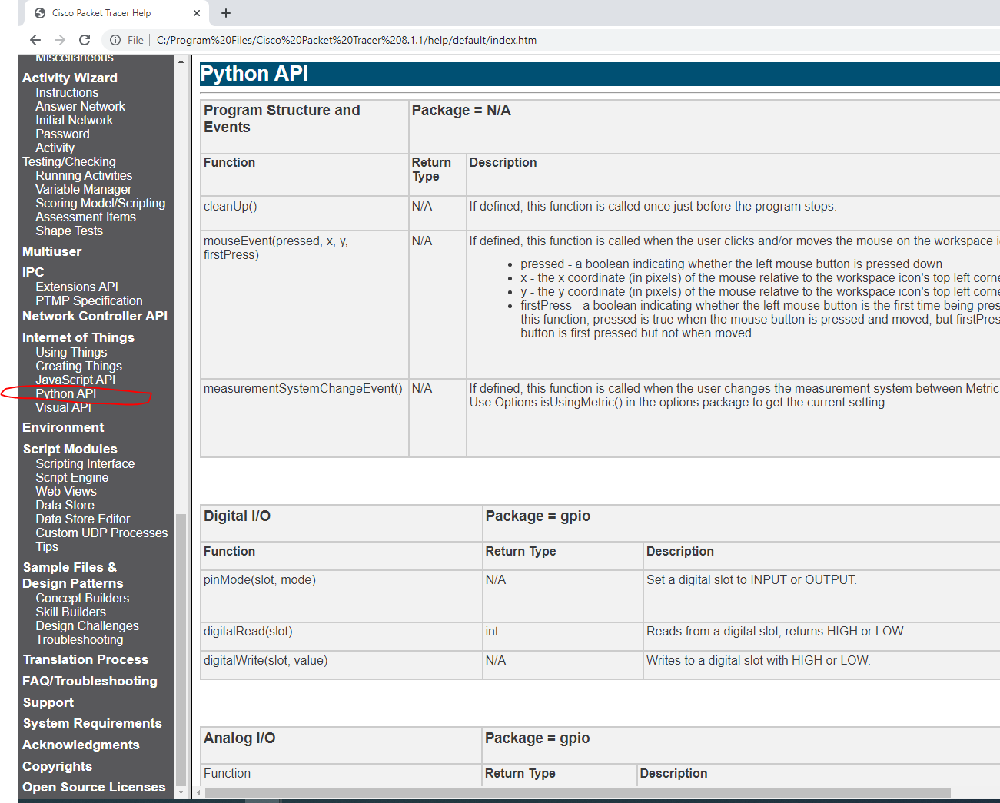 Cisco Packet Tracer Help
File
C:/Program%20Files/Cisco%20Packet%20Tracer%208.1.1/help/default/index.htm
Miscellaneous
Activity Wizard
Instructions
Answer Network
Initial Network
Password
Activity
Testing/Checking
Running Activities
Variable Manager
Scoring Model/Scripting
Assessment Items
Shape Tests
Multiuser
IPC
Extensions API
PTMP Specification
Network Controller API
Internet of Things
Using Things
Creating Things
JavaScript API
Python API
Visual API
Environment
Script Modules
Scripting Interface
Script Engine
Web Views
Data Store
Data Store Editor
Custom UDP Processes
Tips
Sample Files &
Design Patterns
Concept Builders
Skill Builders
Design Challenges
Troubleshooting
Translation Process
FAQ/Troubleshooting
Support
System Requirements
Acknowledgments
Copyrights
Open Source Licenses
Python API
Program Structure and
Events
Package = N/A
Function
Return
Type
Description
cleanUp()
N/A
If defined, this function is called once just before the program stops.
mouseEvent(pressed, x, y,
firstPress)
N/A
If defined, this function is called when the user clicks and/or moves the mouse on the workspace
pressed - a boolean indicating whether the left mouse button is pressed down
x - the x coordinate (in pixels) of the mouse relative to the workspace icon's top left
y - the y coordinate (in pixels) of the mouse relative to the workspace icon's top left
firstPress - a boolean indicating whether the left mouse button is the first time being
this function; pressed is true when the mouse button is pressed and moved, but
button is first pressed but not when moved.
measurementSystemChangeEvent()
N/A
If defined, this function is called when the user changes the measurement system between Metric
Use Options.isUsingMetric() in the options package to get the current setting.
Digital I/O
Package = gpio
Function
Return Type
Description
pinMode(slot, mode)
N/A
Set a digital slot to INPUT or OUTPUT.
digitalRead(slot)
int
Reads from a digital slot, returns HIGH or LOW.
digitalWrite(slot, value)
N/A
Writes to a digital slot with HIGH or LOW.
Analog I/O
Package = gpio
Function
Return Type
Description